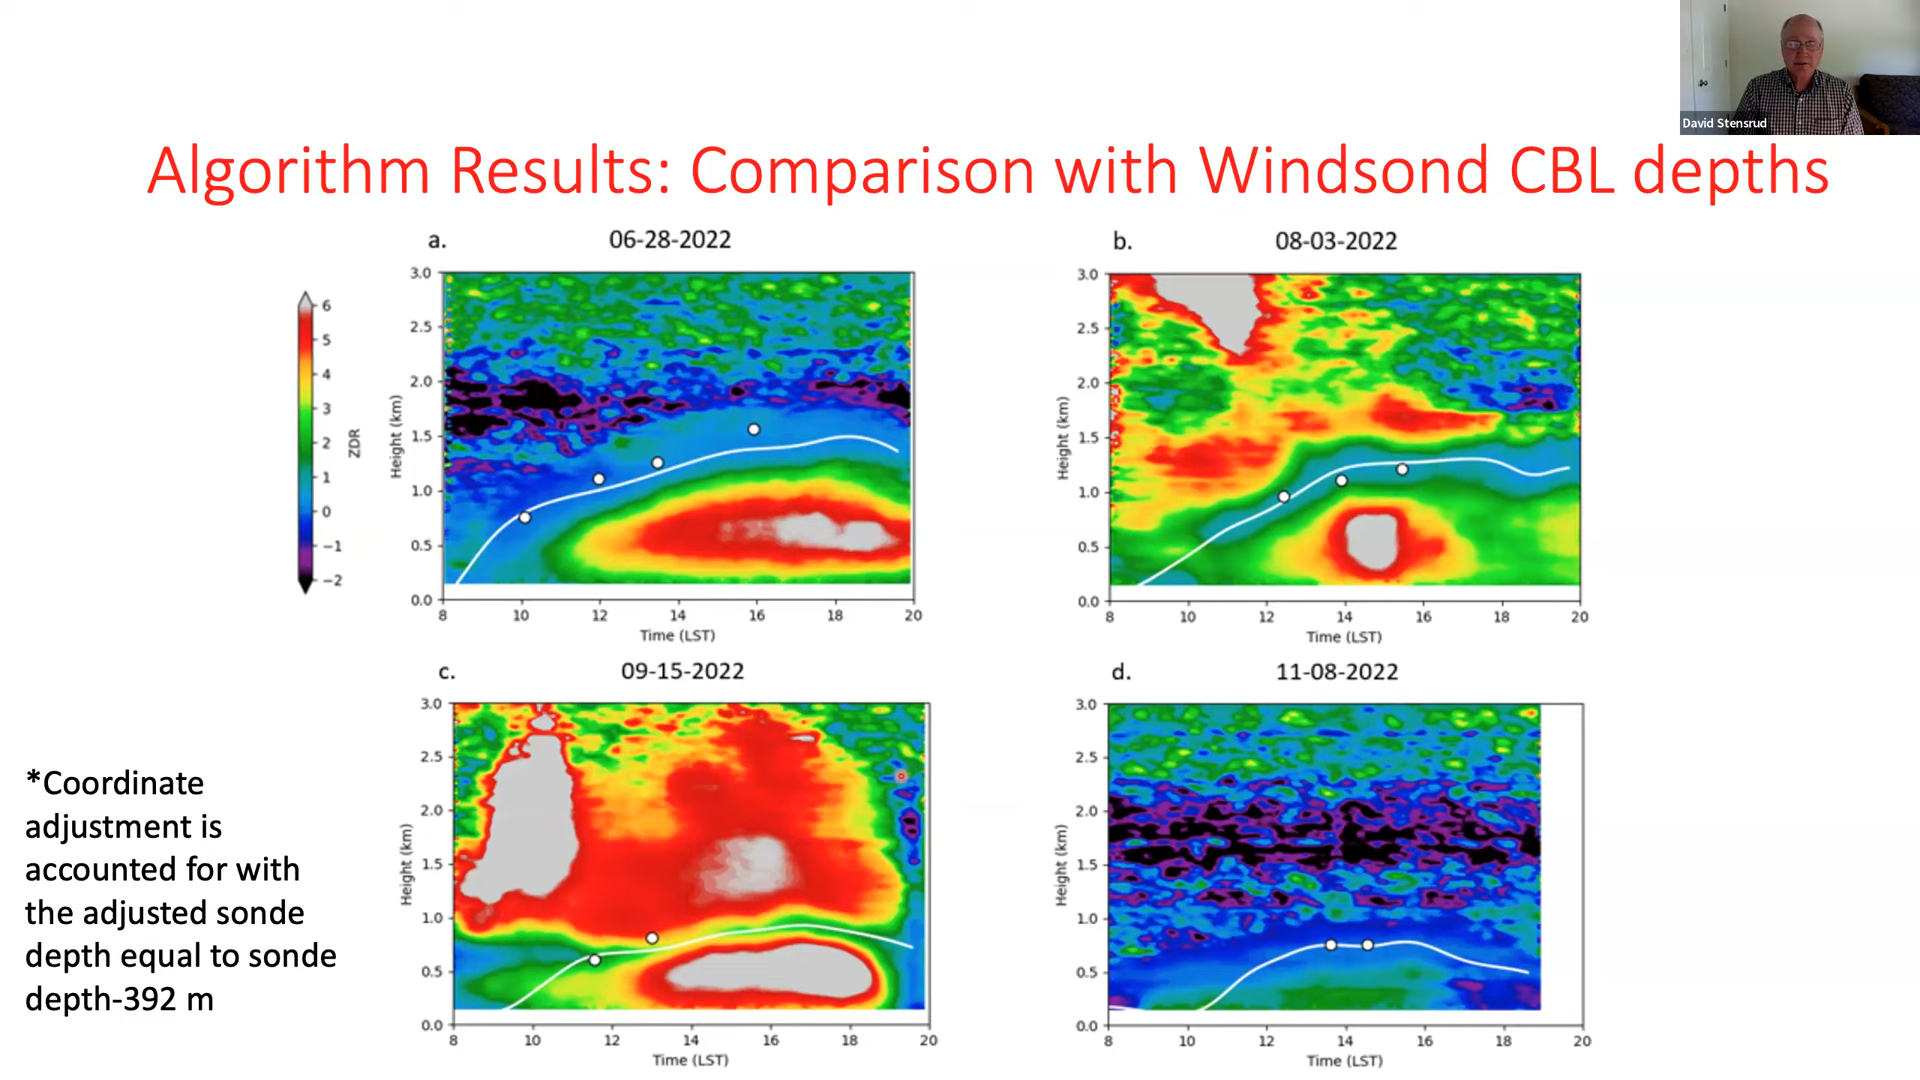 David Stensrud
Algorithm Results: Comparison with Windsond CBL depths
a.
06-28-2022
b.
08-03-2022
6
5
4
3
2
1
0
−1
−2
ZDR
3.0
2.5
2.0
1.5
1.0
0.5
0.0
Height (km)
8 10 12 14 16 18 20
Time (LST)
3.0
2.5
2.0
1.5
1.0
0.5
0.0
Height (km)
8 10 12 14 16 18 20
Time (LST)
c.
09-15-2022
d.
11-08-2022
3.0
2.5
2.0
1.5
1.0
0.5
0.0
Height (km)
8 10 12 14 16 18 20
Time (LST)
3.0
2.5
2.0
1.5
1.0
0.5
0.0
Height (km)
8 10 12 14 16 18 20
Time (LST)
*Coordinate
adjustment is
accounted for with
the adjusted sonde
depth equal to sonde
depth-392 m